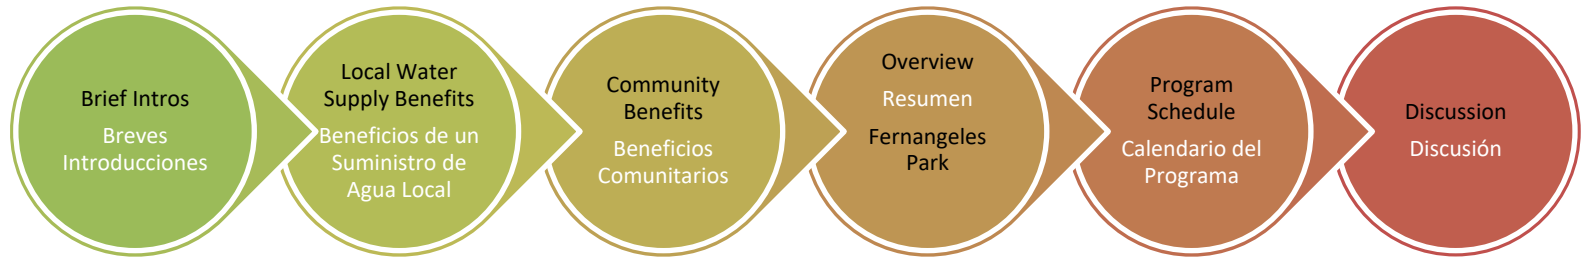 Brief Intros
Breves
Introducciones
Local Water
Supply Benefits
Beneficios de un
Suministro de
Agua Local
Community
Benefits
Beneficios
Comunitarios
Overview
Resumen
Fernangeles
Park
Program
Schedule
Calendario del
Programa
Discussion
Discusión